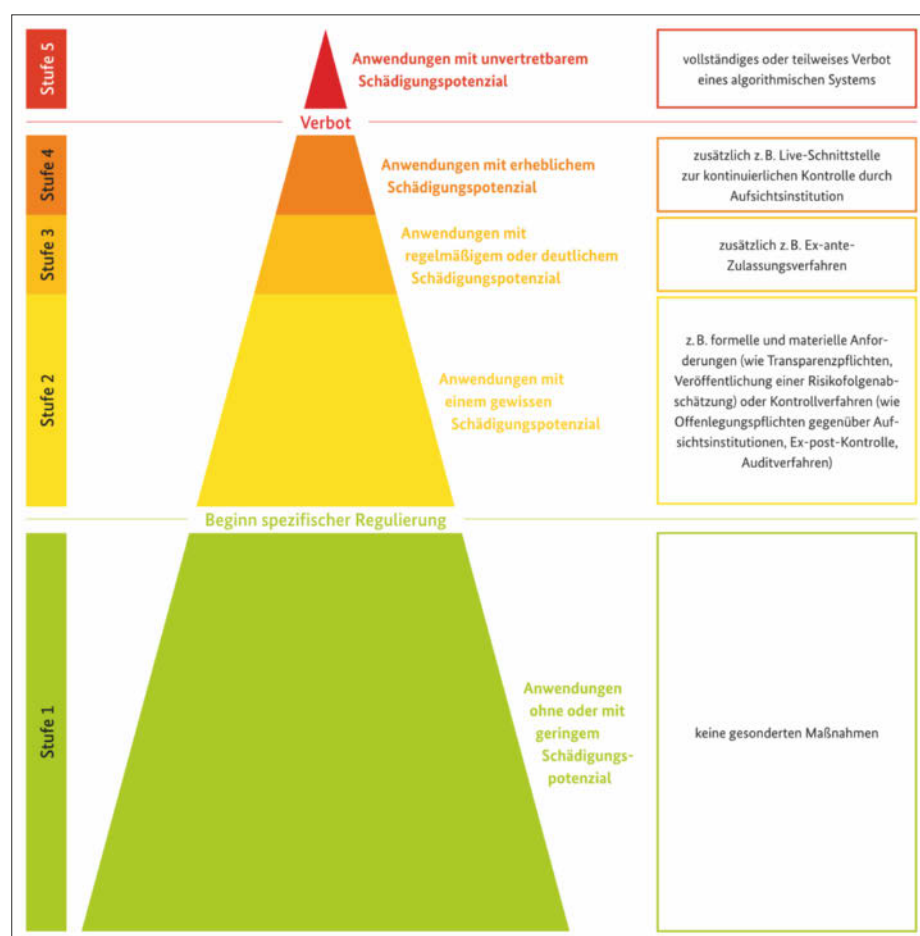 Stufe 5
Anwendungen mit unvertretbarem
Schädigungspotenzial
vollständiges oder teilweises Verbot
eines algorithmischen Systems
Verbot
Stufe 4
Anwendungen mit erheblichem
Schädigungspotenzial
zusätzlich z. B. Live-Schnittstelle
zur kontinuierlichen Kontrolle durch
Aufsichtsinstitution
Stufe 3
Anwendungen mit
regelmäßigem oder deutlichem
Schädigungspotenzial
zusätzlich z. B. Ex-ante-
Zulassungsverfahren
Stufe 2
Anwendungen mit
einem gewissen
Schädigungspotenzial
z. B. formelle und materielle Anfor-
derungen (wie Transparenzpflichten,
Veröffentlichung einer Risikofolgenab-
schätzung) oder Kontrollverfahren (wie
Offenlegungspflichten gegenüber Auf-
sichtsinstitutionen, Ex-post-Kontrolle,
Auditverfahren)
Beginn spezifischer Regulierung
Stufe 1
Anwendungen
ohne oder mit
geringem
Schädigungs-
potenzial
keine gesonderten Maßnahmen